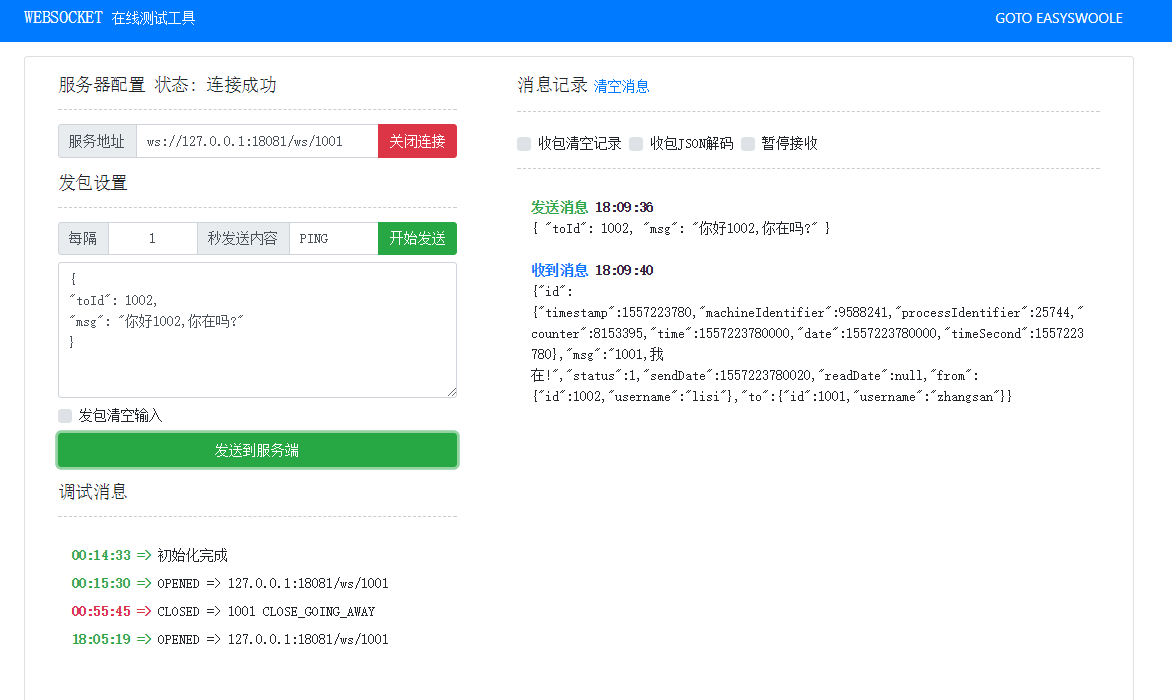 WEBSOCKET 在线测试工具
GOTO EASYSWOOLE
服务器配置 状态: 连接成功
服务地址 ws://127.0.0.1:18081/ws/1001 关闭连接
发包设置
每隔 1 秒发送内容 PING 开始发送
{
"toId": 1002,
"msg": "你好1002,你在吗?"
}
发包清空输入
发送到服务端
调试消息
00:14:33 => 初始化完成
00:15:30 => OPENED => 127.0.0.1:18081/ws/1001
00:55:45 => CLOSED => 1001 CLOSE_GOING_AWAY
18:05:19 => OPENED => 127.0.0.1:18081/ws/1001
消息记录 清空消息
收包清空记录 收包JSON解码 暂停接收
发送消息 18:09:36
{ "toId": 1002, "msg": "你好1002,你在吗?" }
收到消息 18:09:40
{"id":
{"timestamp":1557223780,"machineIdentifier":9588241,"processIdentifier":25744,"
counter":8153395,"time":1557223780000,"date":1557223780000,"timeSecond":1557223
780},"msg":"1001,我
在!","status":1,"sendDate":1557223780020,"readDate":null,"from":
{"id":1002,"username":"lisi"},"to":{"id":1001,"username":"zhangsan"}}